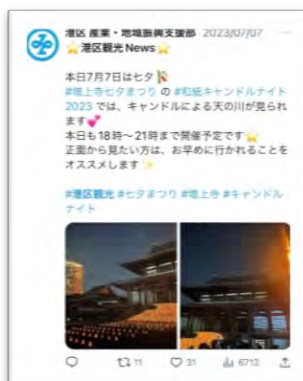 港区 産業・地域振興支援部 2023/07/07
⭐港区観光 News⭐
本日7月7日は七夕🎋
#増上寺七夕まつり の #和紙キャンドルナイト
2023 では、キャンドルによる天の川が見られ
ます💕
本日も18時～21時まで開催予定です⭐
正面から見たい方は、お早めに行かれることを
オススメします✨
#港区観光 #七夕まつり #増上寺 #キャンドル
ナイト
11 31 6712